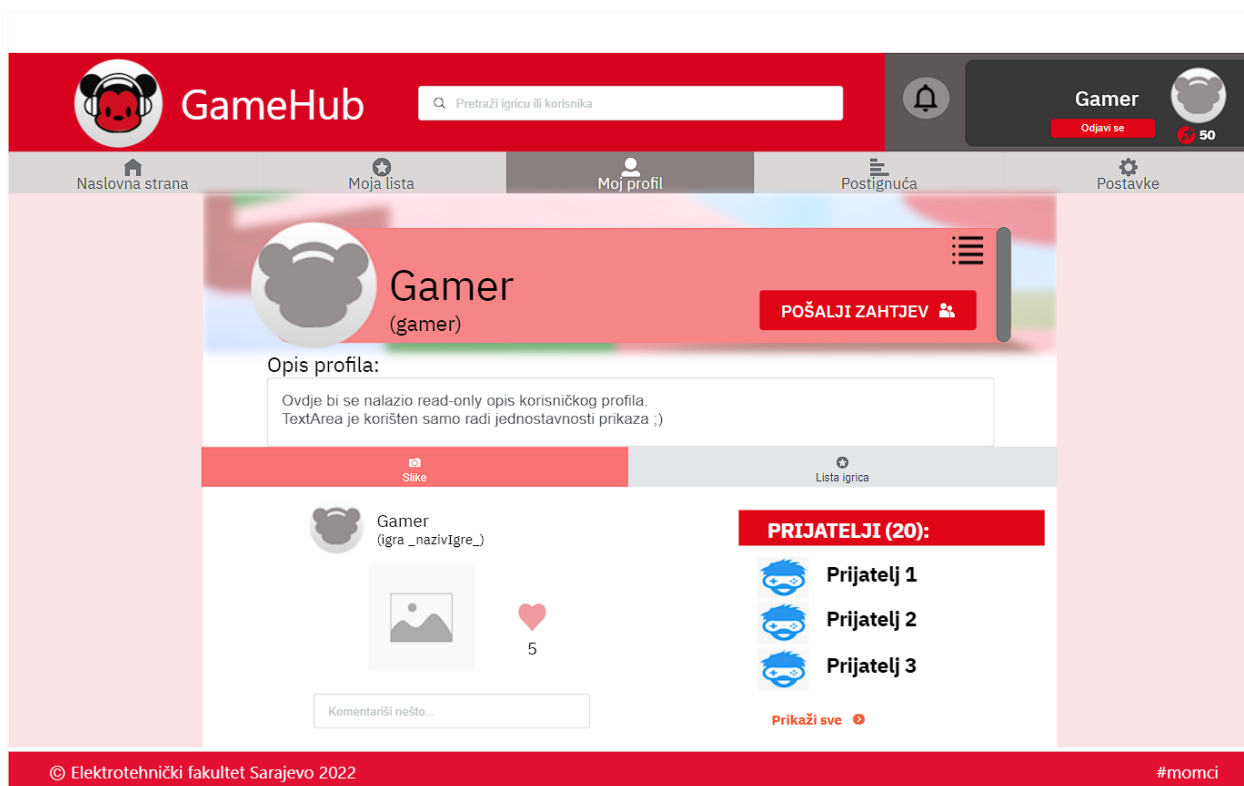 GameHub
Pretraži igricu ili korisnika
Gamer
Odjavi se
50
Naslovna strana
Moja lista
Moj profil
Postignuća
Postavke
Gamer
(gamer)
POŠALJI ZAHTJEV
Opis profila:
Ovdje bi se nalazio read-only opis korisničkog profila.
TextArea je korišten samo radi jednostavnosti prikaza ;)
Slike
Lista igrica
Gamer
(igra _nazivIgre_)
5
Komentariši nešto...
PRIJATELJI (20):
Prijatelj 1
Prijatelj 2
Prijatelj 3
Prikaži sve
© Elektrotehnički fakultet Sarajevo 2022
#momci